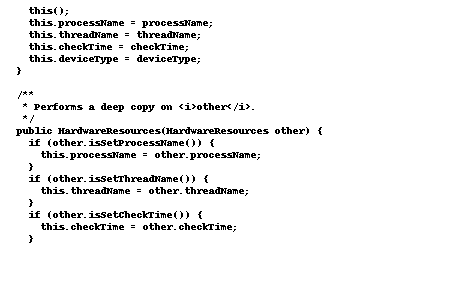 this();
    this.processName = processName;
    this.threadName = threadName;
    this.checkTime = checkTime;
    this.deviceType = deviceType;
  }

  /**
   * Performs a deep copy on <i>other</i>.
   */
  public HardwareResources(HardwareResources other) {
    if (other.isSetProcessName()) {
      this.processName = other.processName;
    }
    if (other.isSetThreadName()) {
      this.threadName = other.threadName;
    }
    if (other.isSetCheckTime()) {
      this.checkTime = other.checkTime;
    }